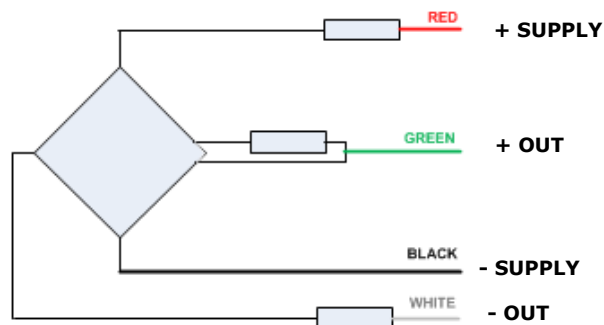 RED + SUPPLY
GREEN + OUT
BLACK
- SUPPLY
WHITE - OUT